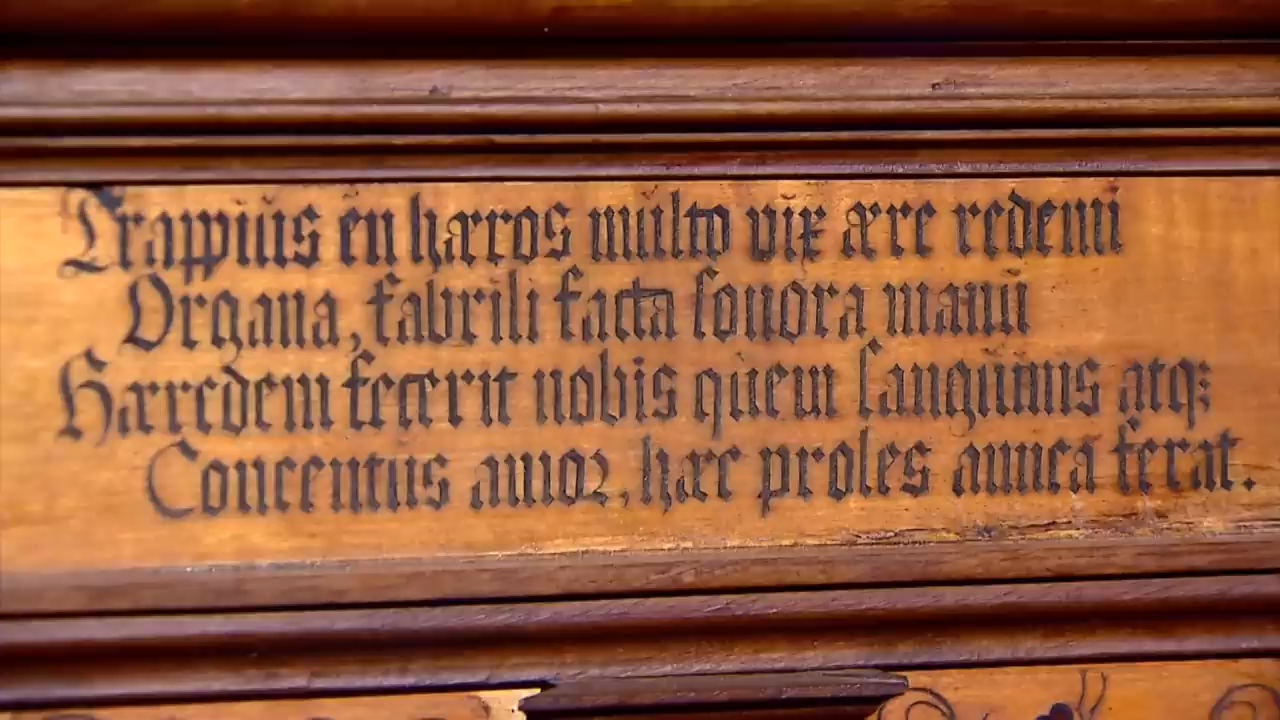 Trappius en hæros multo vix ære redemi
Organa, fabrili facta sonora manu
Hæredem fecerit nobis quem sanguinis atq;
Concentus amor, hæc proles amica ferat.